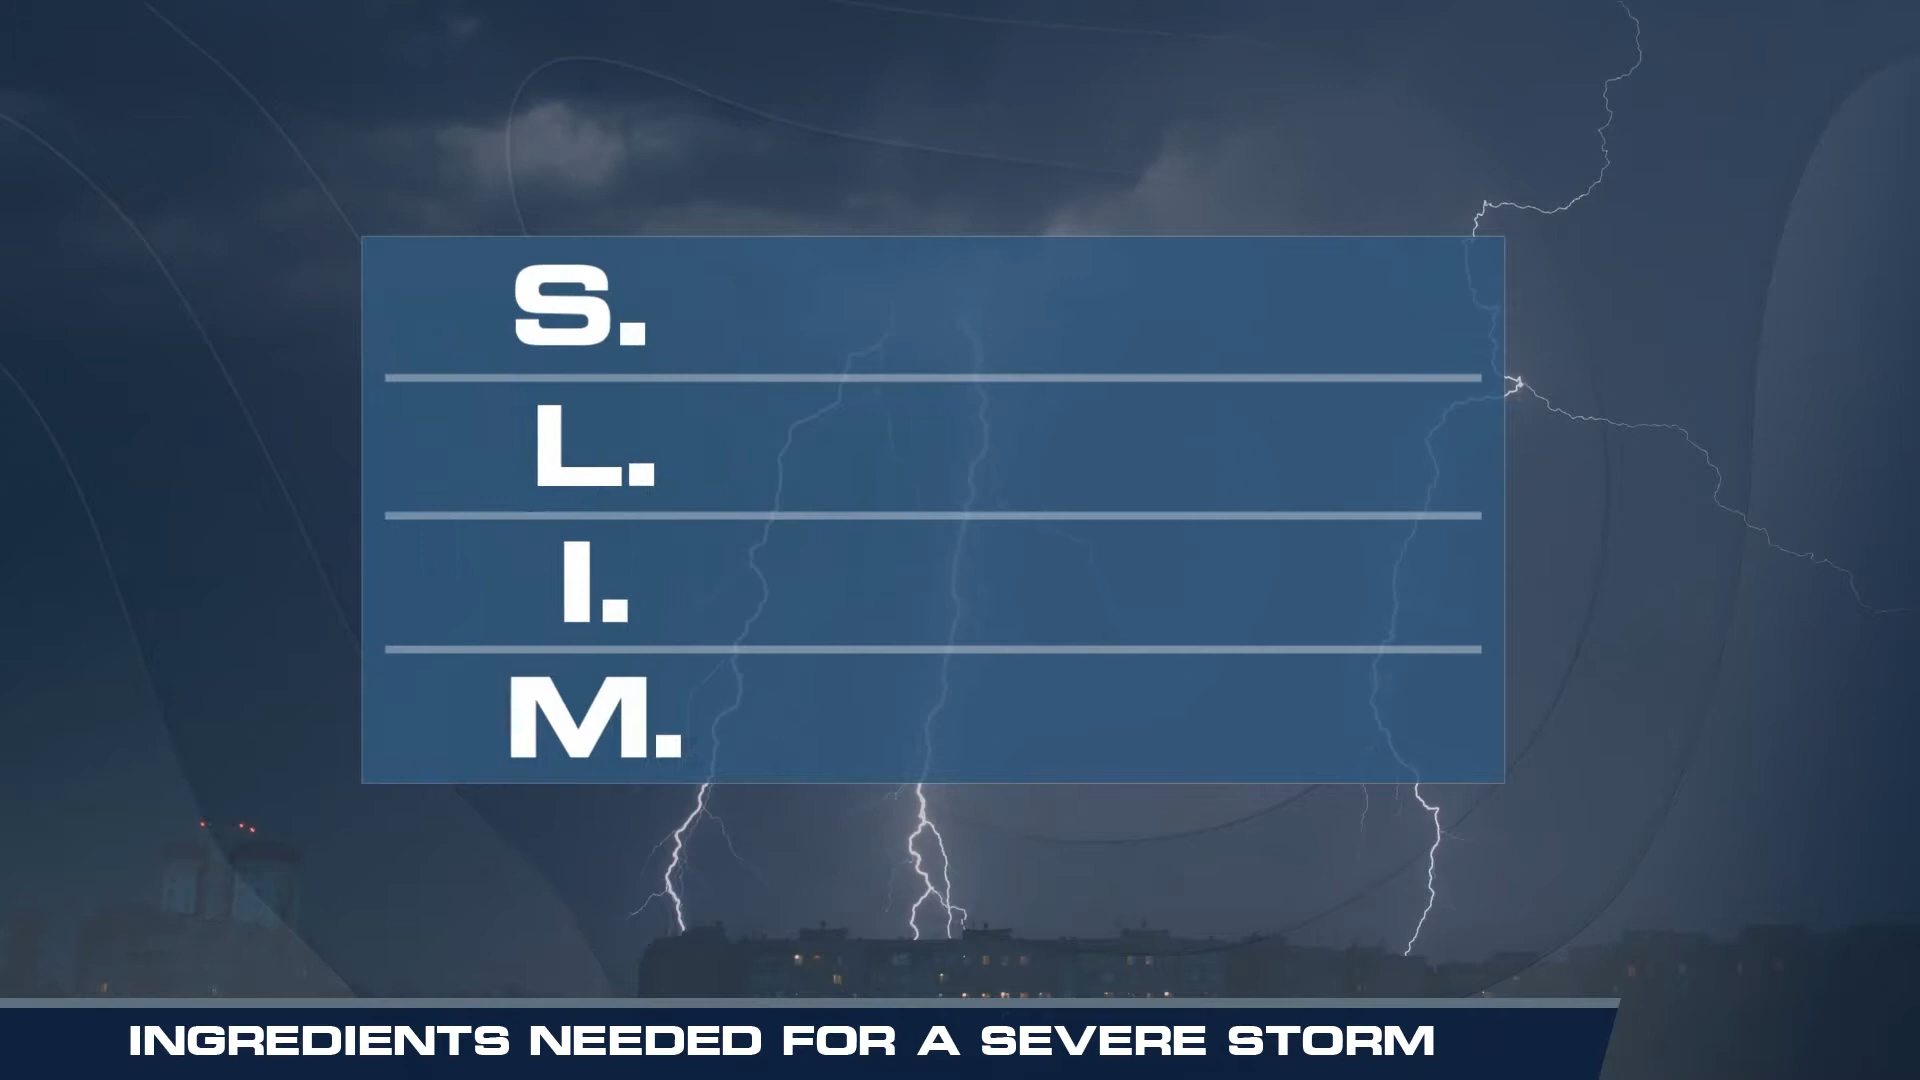 S.
L.
I.
M.
INGREDIENTS NEEDED FOR A SEVERE STORM